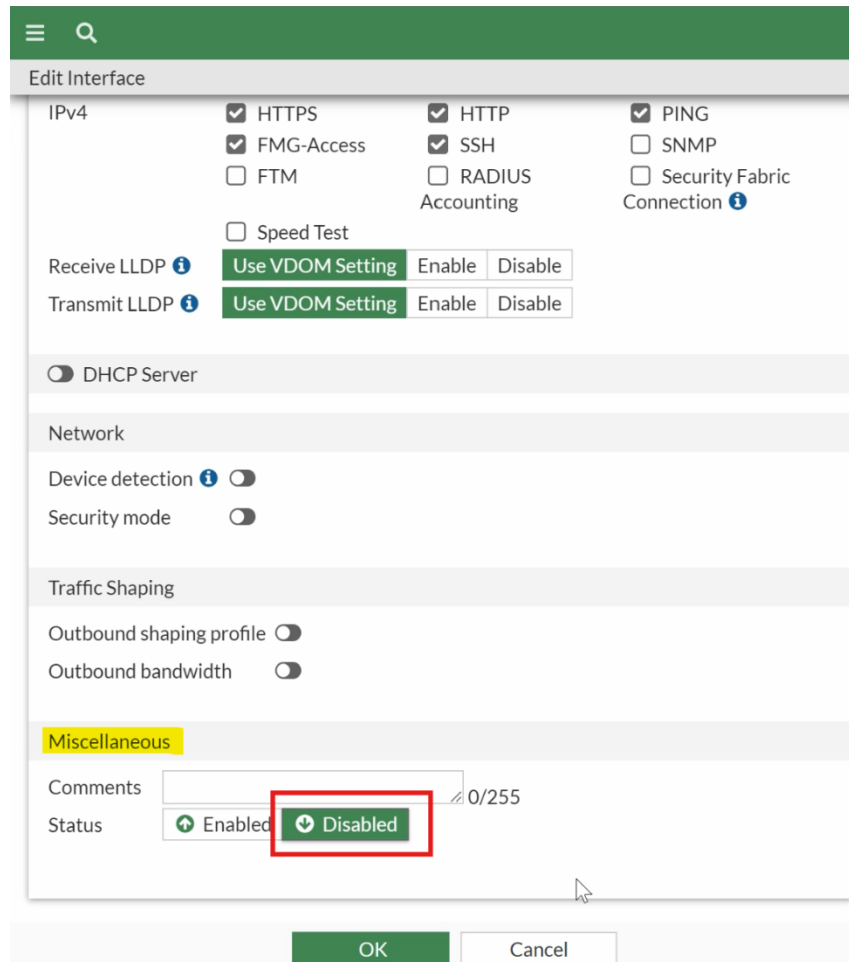 Edit Interface
IPv4 HTTPS HTTP PING
FMG-Access SSH SNMP
FTM RADIUS Accounting Security Fabric Connection
Speed Test
Receive LLDP Use VDOM Setting Enable Disable
Transmit LLDP Use VDOM Setting Enable Disable
DHCP Server
Network
Device detection
Security mode
Traffic Shaping
Outbound shaping profile
Outbound bandwidth
Miscellaneous
Comments 0/255
Status Enabled Disabled
OK Cancel